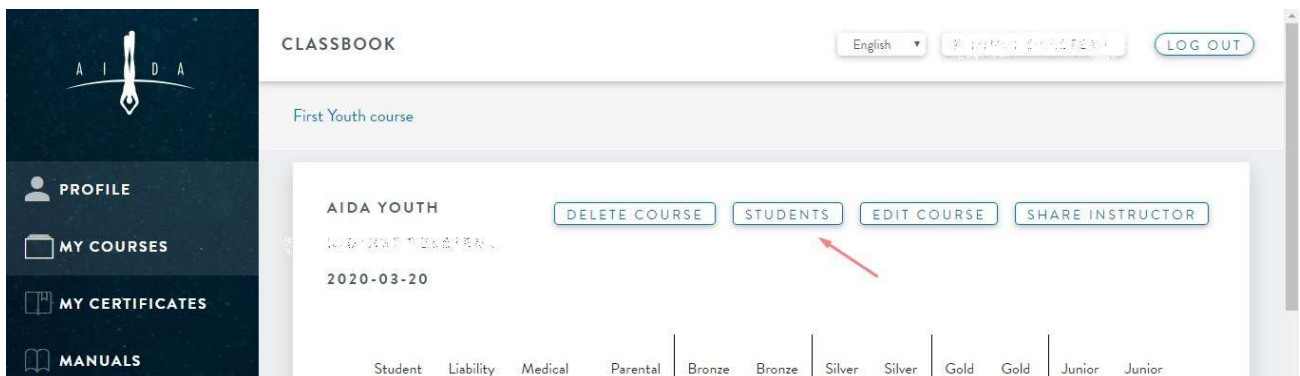 AIDA
CLASSBOOK
English
LOG OUT
First Youth course
PROFILE
MY COURSES
MY CERTIFICATES
MANUALS
AIDA YOUTH
DELETE COURSE STUDENTS EDIT COURSE SHARE INSTRUCTOR
2020-03-20
Student Liability Medical Parental Bronze Bronze Silver Silver Gold Gold Junior Junior